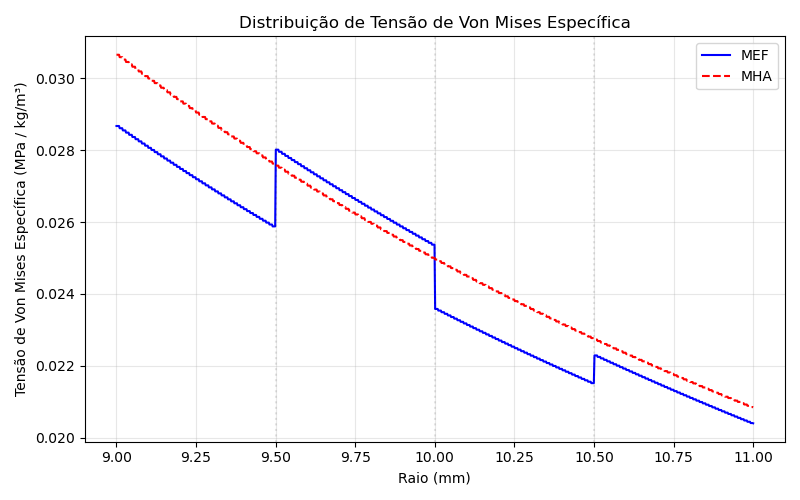 Distribuição de Tensão de Von Mises Específica
Tensão de Von Mises Específica (MPa / kg/m³)
0.030
0.028
0.026
0.024
0.022
0.020
MEF
MHA
9.00 9.25 9.50 9.75 10.00 10.25 10.50 10.75 11.00
Raio (mm)